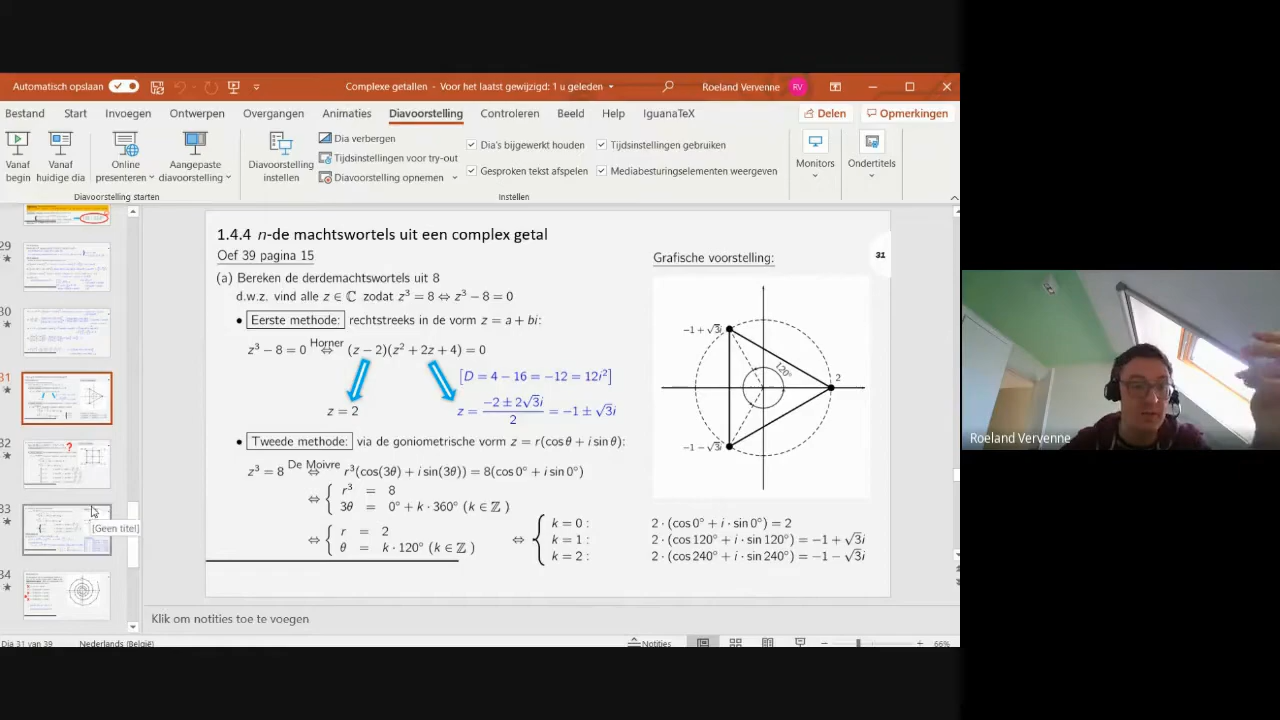 Automatisch opslaan
Complexe getallen - Voor het laatst gewijzigd: 1 u geleden
Roeland Vervenne
RV
Bestand Start Invoegen Ontwerpen Overgangen Animaties Diavoorstelling Controleren Beeld Help IguanaTeX
Delen
Opmerkingen
Vanaf begin
Vanaf huidige dia
Online presenteren
Aangepaste diavoorstelling
Diavoorstelling instellen
Dia verbergen
Tijdsinstellingen voor try-out
Diavoorstelling opnemen
Dia's bijgewerkt houden
Gesproken tekst afspelen
Tijdsinstellingen gebruiken
Mediabesturingselementen weergeven
Monitors
Ondertitels
Diavoorstelling starten
Instellen
29
30
31
32
33
[Geen titel]
34
1.4.4 n-de machtswortels uit een complex getal
31
Oef 39 pagina 15
(a) Bereken de derdemachtswortels uit 8
d.w.z. vind alle z ∈ ℂ zodat z³ = 8 ⇔ z³ − 8 = 0
• Eerste methode: rechtstreeks in de vorm z = a + bi:
z³ − 8 = 0 Horner ⇔ (z − 2)(z² + 2z + 4) = 0
[D = 4 − 16 = −12 = 12i²]
z = 2
z = (−2 ± 2√3i)/2 = −1 ± √3i
• Tweede methode: via de goniometrische vorm z = r(cos θ + i sin θ):
z³ = 8 De Moivre ⇔ r³(cos(3θ) + i sin(3θ)) = 8(cos 0° + i sin 0°)
⇔ { r³ = 8
3θ = 0° + k · 360° (k ∈ ℤ)
⇔ { r = 2
θ = k · 120° (k ∈ ℤ)
⇔ { k = 0 : 2 · (cos 0° + i · sin 0°) = 2
k = 1 : 2 · (cos 120° + i · sin 120°) = −1 + √3i
k = 2 : 2 · (cos 240° + i · sin 240°) = −1 − √3i
Grafische voorstelling:
−1 + √3i
120°
2
−1 − √3i
Klik om notities toe te voegen
Dia 31 van 39
Nederlands (België)
Notities
66%
Roeland Vervenne